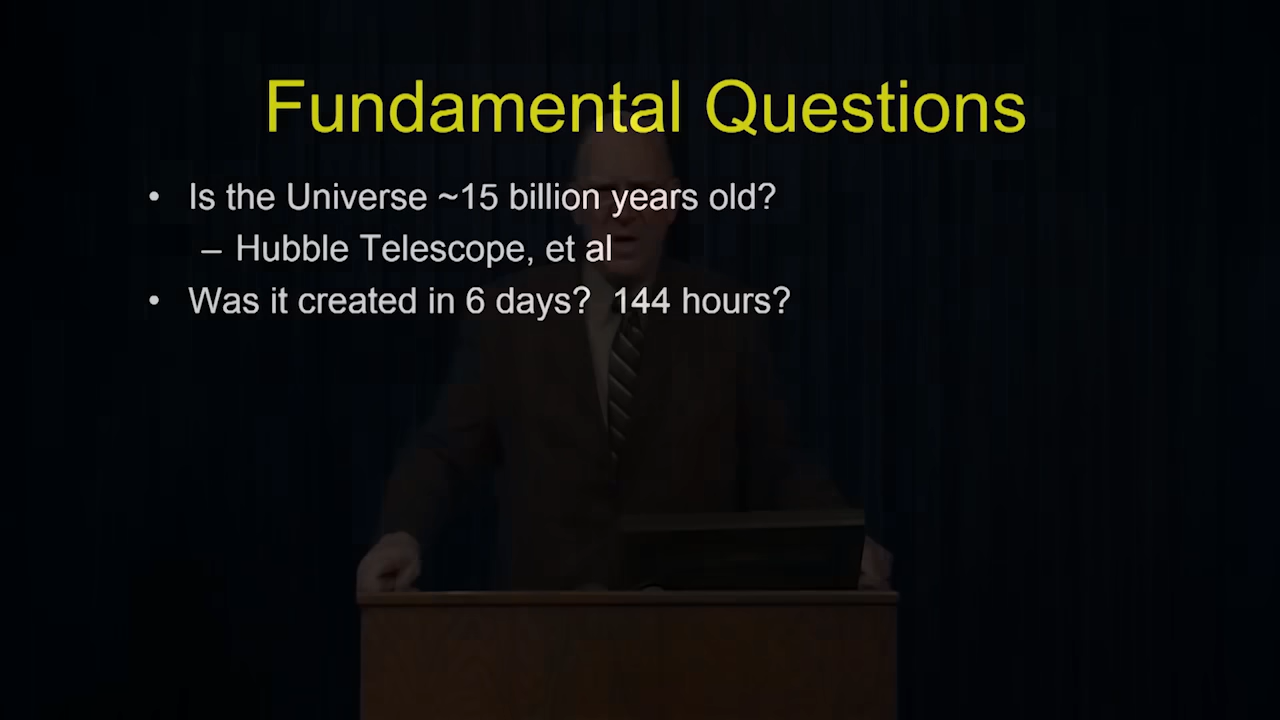 Fundamental Questions
• Is the Universe ~15 billion years old?
– Hubble Telescope, et al
• Was it created in 6 days?  144 hours?